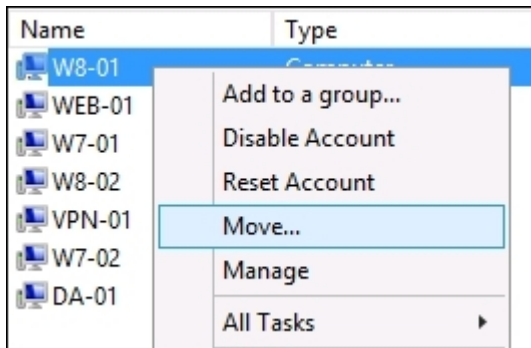 Name Type
W8-01 Computer
WEB-01 Add to a group...
W7-01 Disable Account
W8-02 Reset Account
VPN-01 Move...
W7-02 Manage
DA-01 All Tasks